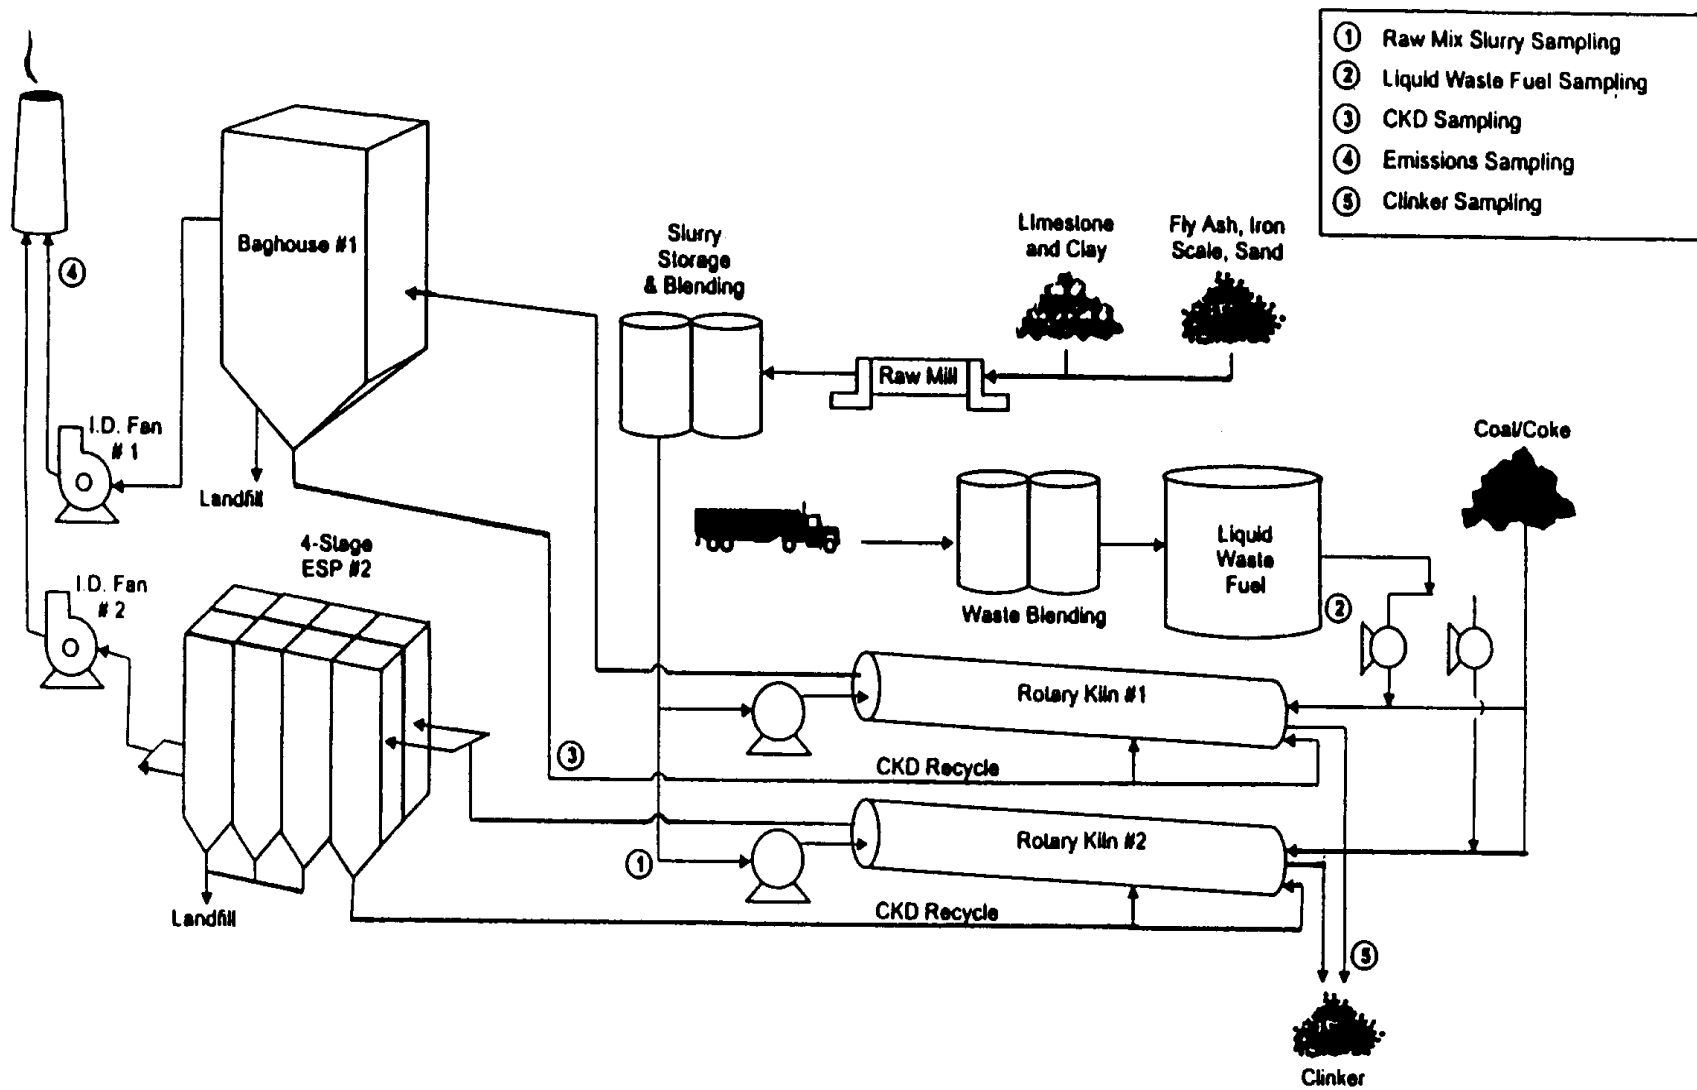 ① Raw Mix Slurry Sampling
② Liquid Waste Fuel Sampling
③ CKD Sampling
④ Emissions Sampling
⑤ Clinker Sampling
Baghouse #1
④
Slurry
Storage
& Blending
Limestone
and Clay
Fly Ash, Iron
Scale, Sand
Raw Mill
Coal/Coke
I.D. Fan
# 1
Landfill
4-Stage
ESP #2
I.D. Fan
# 2
Liquid
Waste
Fuel
Waste Blending
②
Rotary Kiln #1
③
CKD Recycle
Rotary Kiln #2
①
CKD Recycle
Landfill
⑤
Clinker